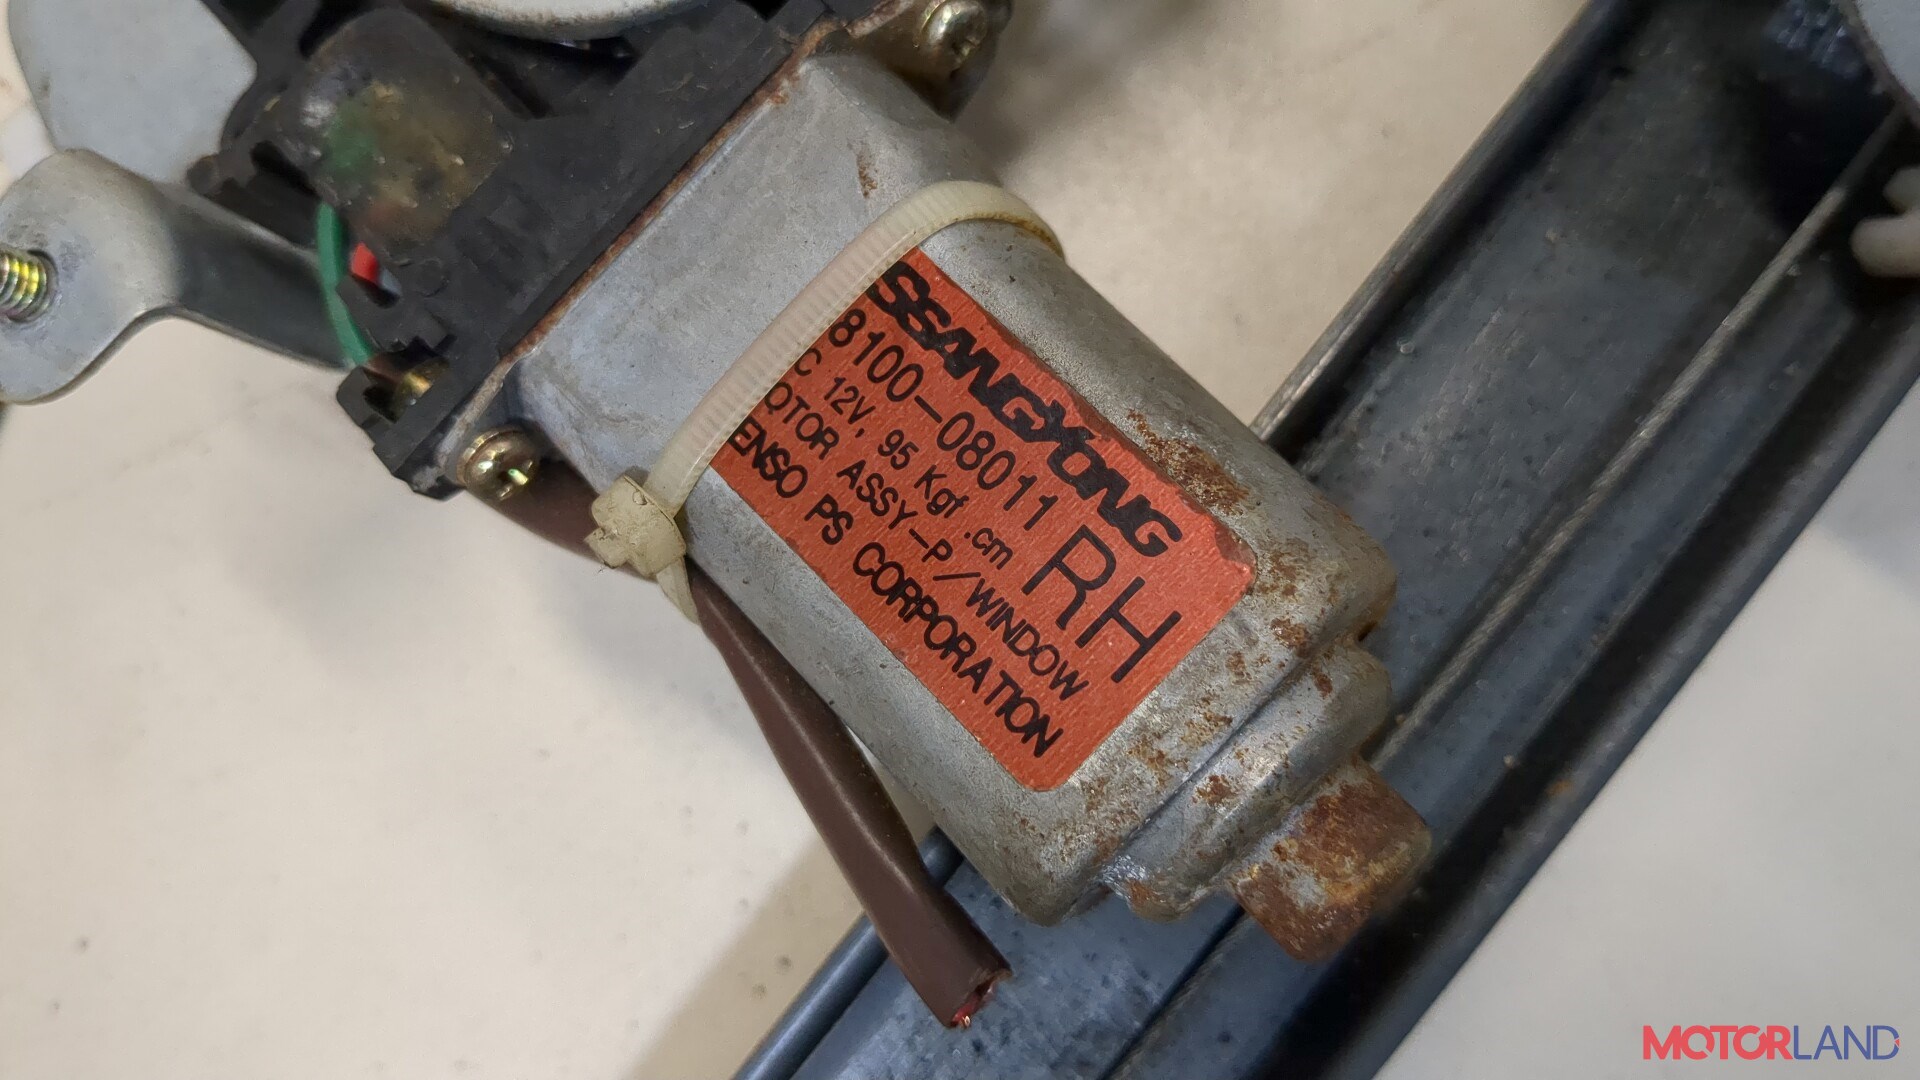 SSANGYONG
8100-08011 RH
C 12V, 95 Kgf.cm
OTOR ASSY-P/WINDOW
ENSO PS CORPORATION
MOTORLAND